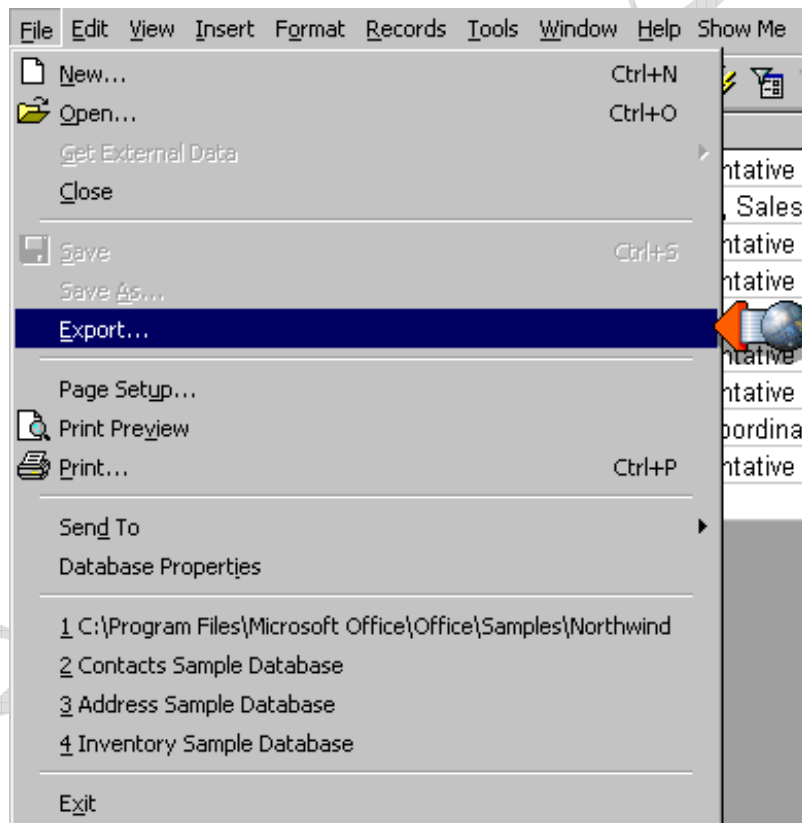 File Edit View Insert Format Records Tools Window Help Show Me
New... Ctrl+N
Open... Ctrl+O
Get External Data
Close
Save Ctrl+S
Save As...
Export...
Page Setup...
Print Preview
Print... Ctrl+P
Send To
Database Properties
1 C:\Program Files\Microsoft Office\Office\Samples\Northwind
2 Contacts Sample Database
3 Address Sample Database
4 Inventory Sample Database
Exit
ntative
, Sales
ntative
ntative
ntative
ntative
oordina
ntative